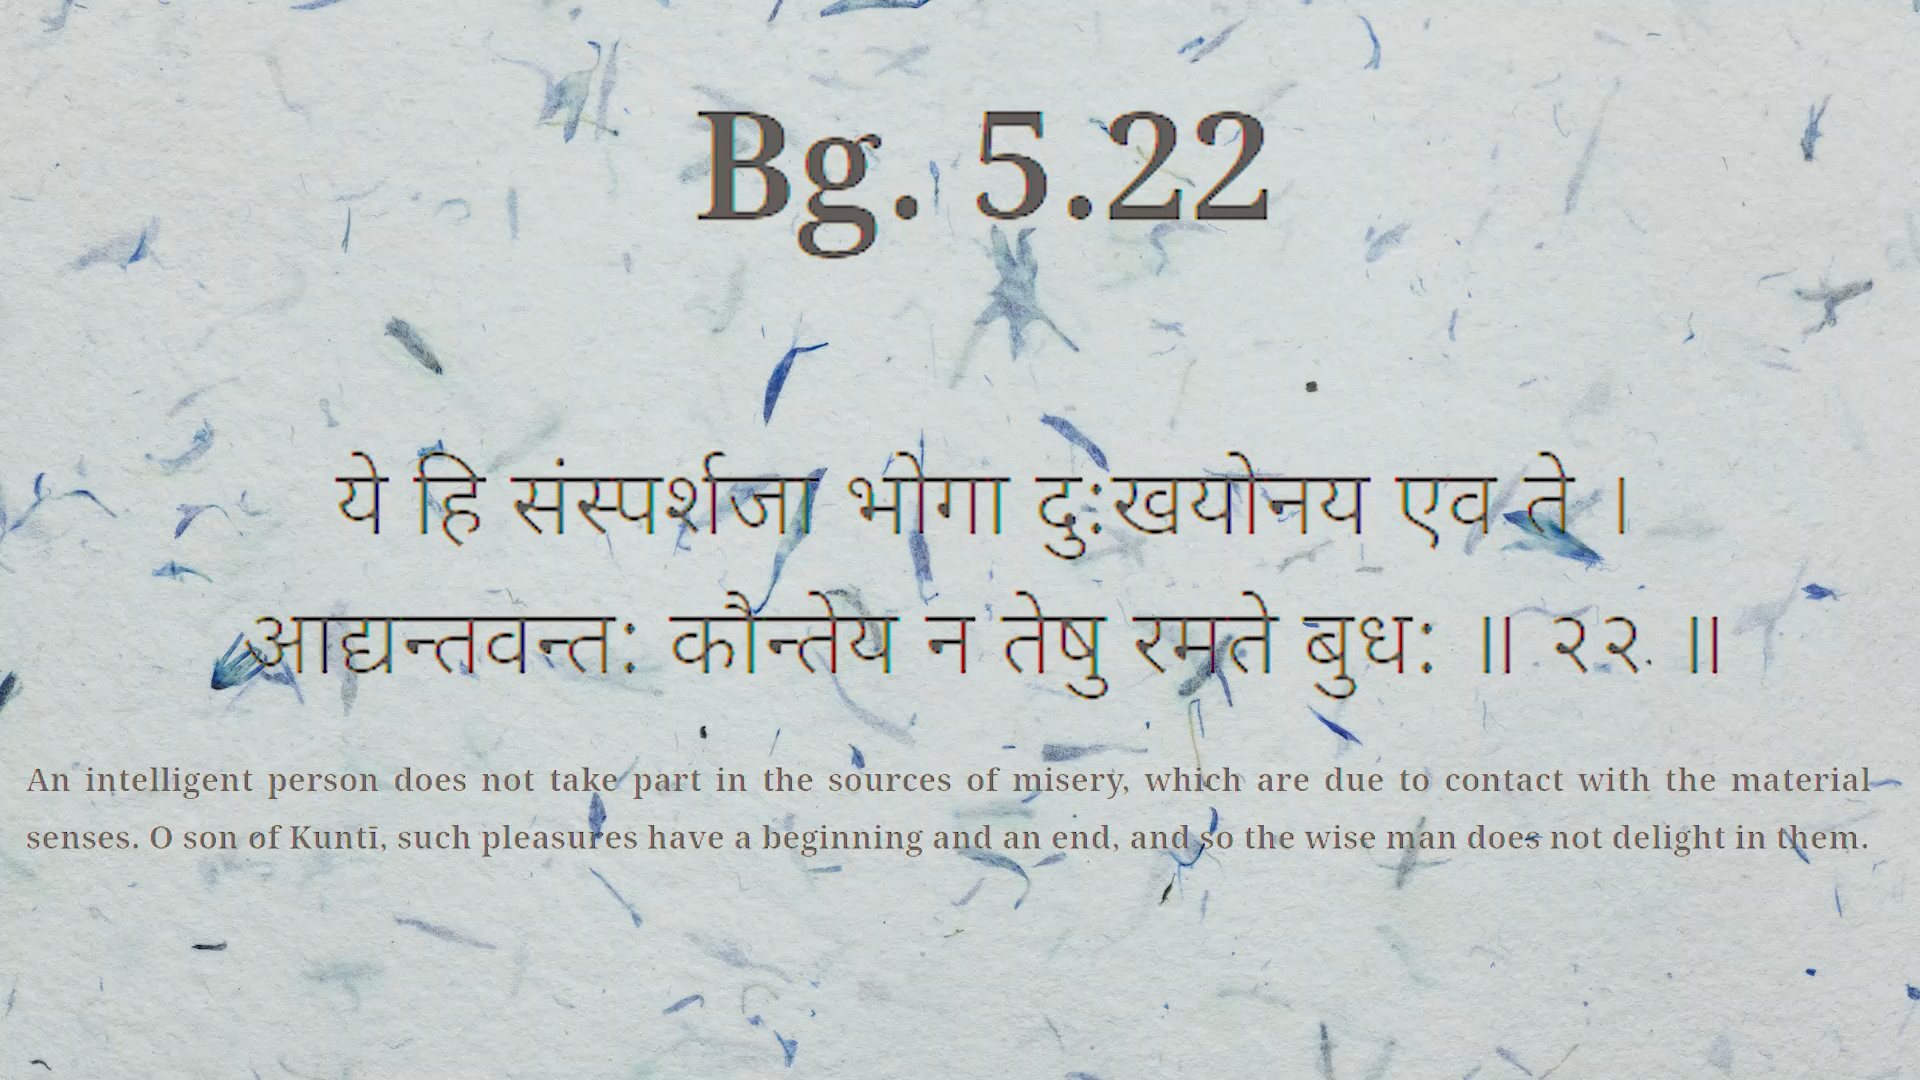 Bg. 5.22
ये हि संस्पर्शजा भोगा दु:खयोनय एव ते ।
आद्यन्तवन्त: कौन्तेय न तेषु रमते बुध: ॥ २२ ॥
An intelligent person does not take part in the sources of misery, which are due to contact with the material
senses. O son of Kuntī, such pleasures have a beginning and an end, and so the wise man does not delight in them.